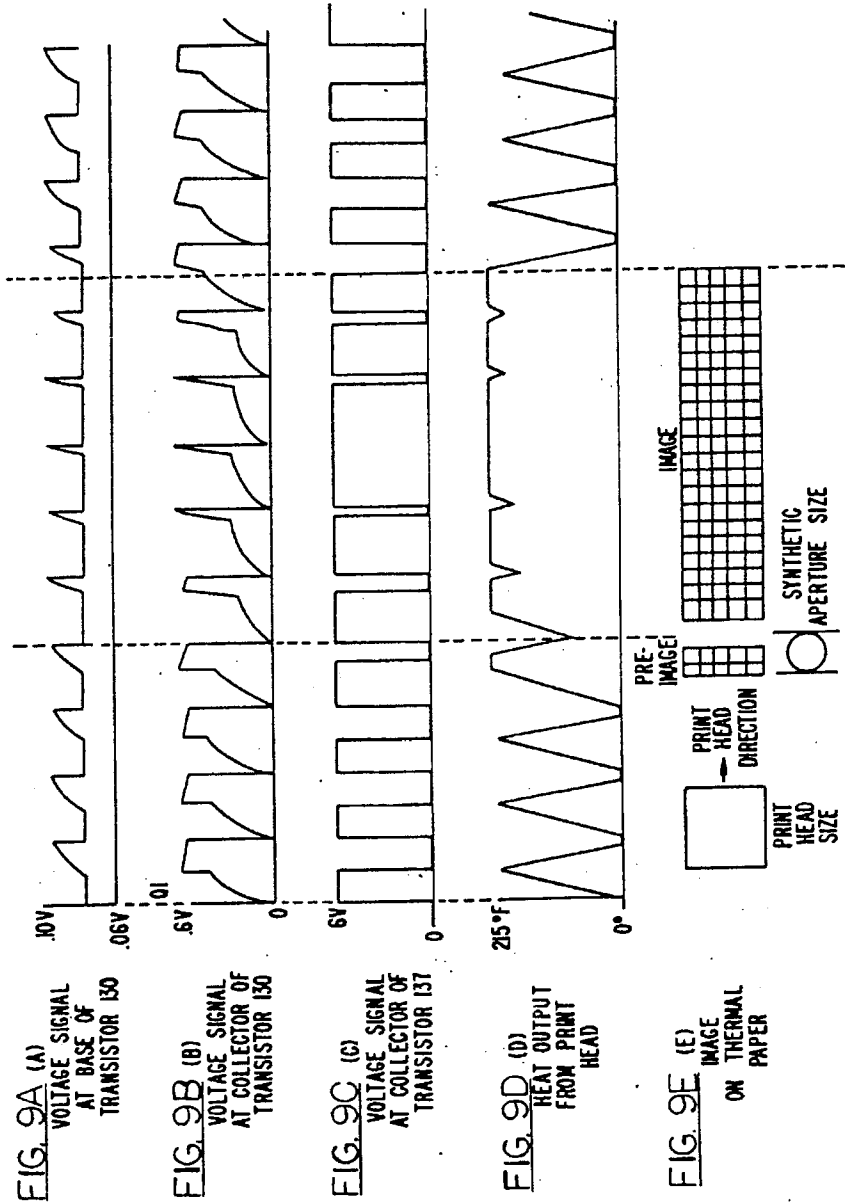 FIG. 9A (A)
VOLTAGE SIGNAL
AT BASE OF
TRANSISTOR 130
.10V
.06V
FIG. 9B (B)
VOLTAGE SIGNAL
AT COLLECTOR OF
TRANSISTOR 130
Q1
.6V
0
FIG. 9C (C)
VOLTAGE SIGNAL
AT COLLECTOR OF
TRANSISTOR 137
6V
0
FIG. 9D (D)
HEAT OUTPUT
FROM PRINT
HEAD
215°F
0°
FIG. 9E (E)
IMAGE
ON THERMAL
PAPER
PRINT
HEAD
SIZE
PRINT
HEAD
DIRECTION
PRE-
IMAGE
IMAGE
SYNTHETIC
APERTURE SIZE